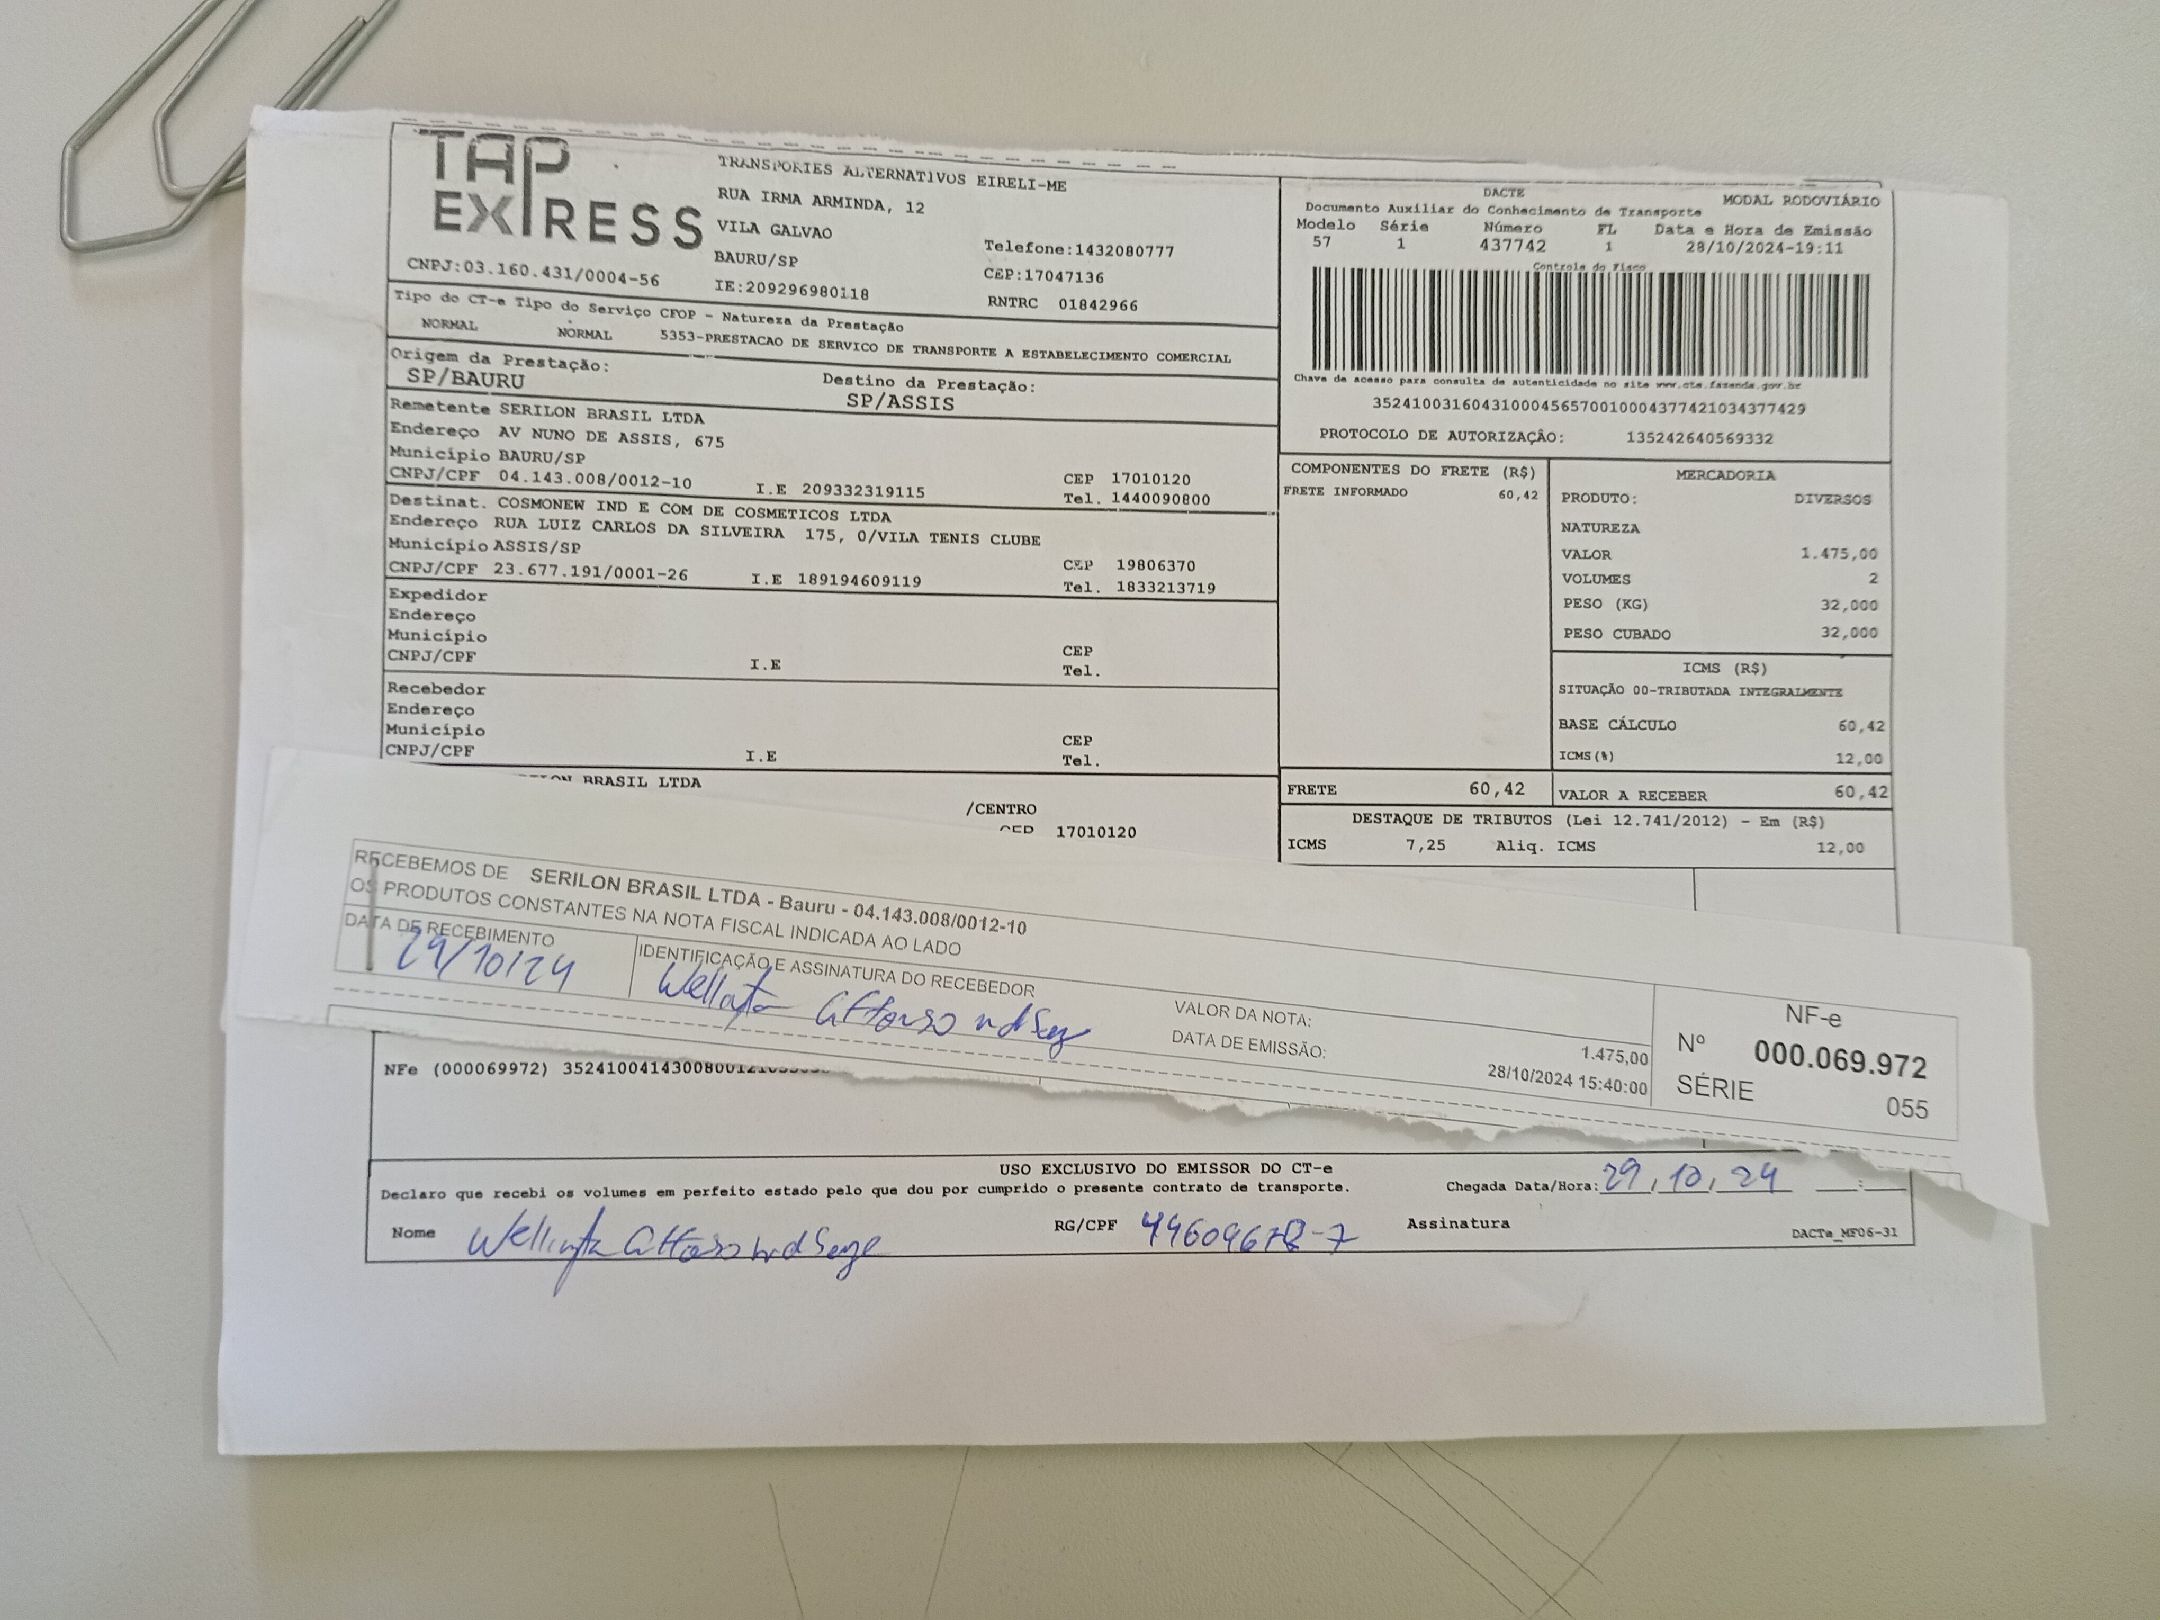 TAP EXPRESS
CNPJ:03.160.431/0004-56
TRANSPORTES ALTERNATIVOS EIRELI-ME
RUA IRMA ARMINDA, 12
VILA GALVAO
BAURU/SP
IE:209296980118
Telefone:1432080777
CEP:17047136
RNTRC 01842966
DACTE
MODAL RODOVIÁRIO
Documento Auxiliar do Conhecimento de Transporte
Modelo Série Número FL Data e Hora de Emissão
57 1 437742 1 28/10/2024-19:11
Controle do Fisco
Chave de acesso para consulta de autenticidade no site www.cte.fazenda.gov.br
35241003160431000456570010004377421034377429
PROTOCOLO DE AUTORIZAÇÂO: 135242640569332
Tipo do CT-e Tipo do Serviço CFOP - Natureza da Prestação
NORMAL NORMAL 5353-PRESTACAO DE SERVICO DE TRANSPORTE A ESTABELECIMENTO COMERCIAL
Origem da Prestação:
SP/BAURU
Destino da Prestação:
SP/ASSIS
Remetente SERILON BRASIL LTDA
Endereço AV NUNO DE ASSIS, 675
Município BAURU/SP CEP 17010120
CNPJ/CPF 04.143.008/0012-10 I.E 209332319115 Tel. 1440090800
Destinat. COSMONEW IND E COM DE COSMETICOS LTDA
Endereço RUA LUIZ CARLOS DA SILVEIRA 175, 0/VILA TENIS CLUBE
Município ASSIS/SP CEP 19806370
CNPJ/CPF 23.677.191/0001-26 I.E 189194609119 Tel. 1833213719
Expedidor
Endereço
Município CEP
CNPJ/CPF I.E Tel.
Recebedor
Endereço
Município CEP
CNPJ/CPF I.E Tel.
BRASIL LTDA
/CENTRO
CEP 17010120
COMPONENTES DO FRETE (R$)
FRETE INFORMADO 60,42
MERCADORIA
PRODUTO: DIVERSOS
NATUREZA
VALOR 1.475,00
VOLUMES 2
PESO (KG) 32,000
PESO CUBADO 32,000
ICMS (R$)
SITUAÇÃO 00-TRIBUTADA INTEGRALMENTE
BASE CÁLCULO 60,42
ICMS(%) 12,00
FRETE 60,42 VALOR A RECEBER 60,42
DESTAQUE DE TRIBUTOS (Lei 12.741/2012) - Em (R$)
ICMS 7,25 Aliq. ICMS 12,00
RECEBEMOS DE SERILON BRASIL LTDA - Bauru - 04.143.008/0012-10
OS PRODUTOS CONSTANTES NA NOTA FISCAL INDICADA AO LADO
DATA DE RECEBIMENTO
29/10/24
IDENTIFICAÇÃO E ASSINATURA DO RECEBEDOR
VALOR DA NOTA: 1.475,00
DATA DE EMISSÃO: 28/10/2024 15:40:00
NF-e
Nº 000.069.972
SÉRIE 055
NFe (000069972)
USO EXCLUSIVO DO EMISSOR DO CT-e
Declaro que recebi os volumes em perfeito estado pelo que dou por cumprido o presente contrato de transporte.
Chegada Data/Hora: 29, 10, 24
Nome
RG/CPF 44609678-7
Assinatura
DACTe_MF06-31